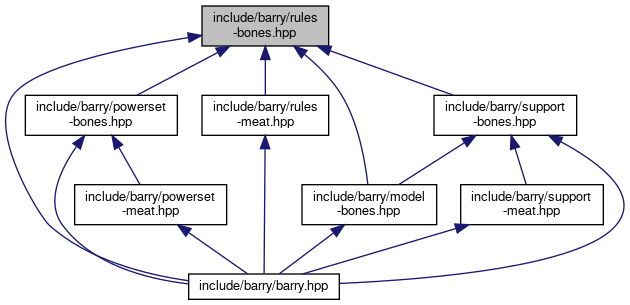 include/barry/rules
-bones.hpp
include/barry/powerset
-bones.hpp
include/barry/rules
-meat.hpp
include/barry/support
-bones.hpp
include/barry/powerset
-meat.hpp
include/barry/model
-bones.hpp
include/barry/support
-meat.hpp
include/barry/barry.hpp